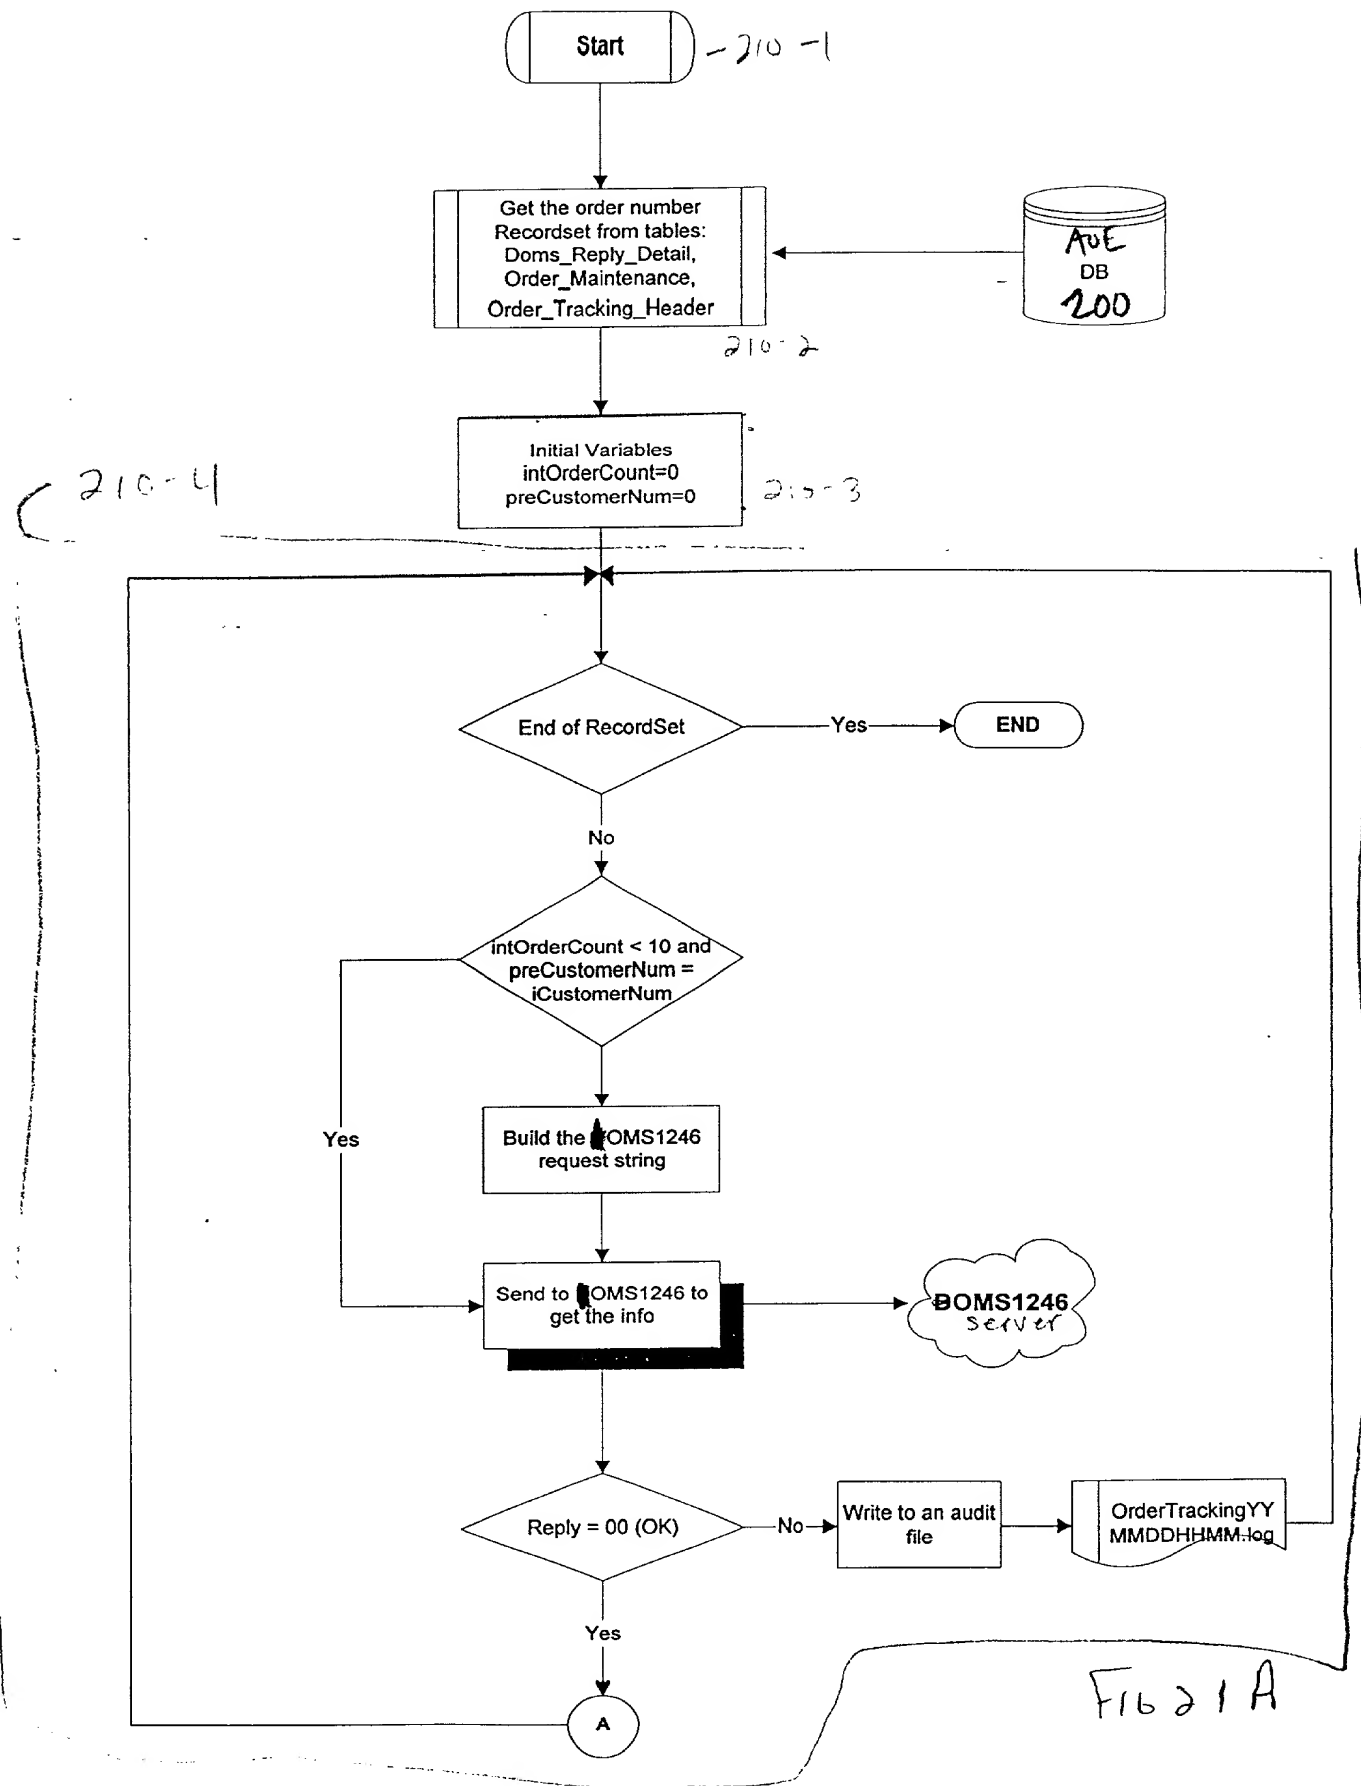 Start
-210-1
Get the order number
Recordset from tables:
Doms_Reply_Detail,
Order_Maintenance,
Order_Tracking_Header
210-2
AOE
DB
200
Initial Variables
intOrderCount=0
preCustomerNum=0
210-3
210-4
End of RecordSet
Yes
END
No
intOrderCount < 10 and
preCustomerNum =
iCustomerNum
Yes
Build the OMS1246
request string
Send to OMS1246 to
get the info
BOMS1246
server
Reply = 00 (OK)
No
Write to an audit
file
OrderTrackingYY
MMDDHHMM.log
Yes
A
FIG 21A